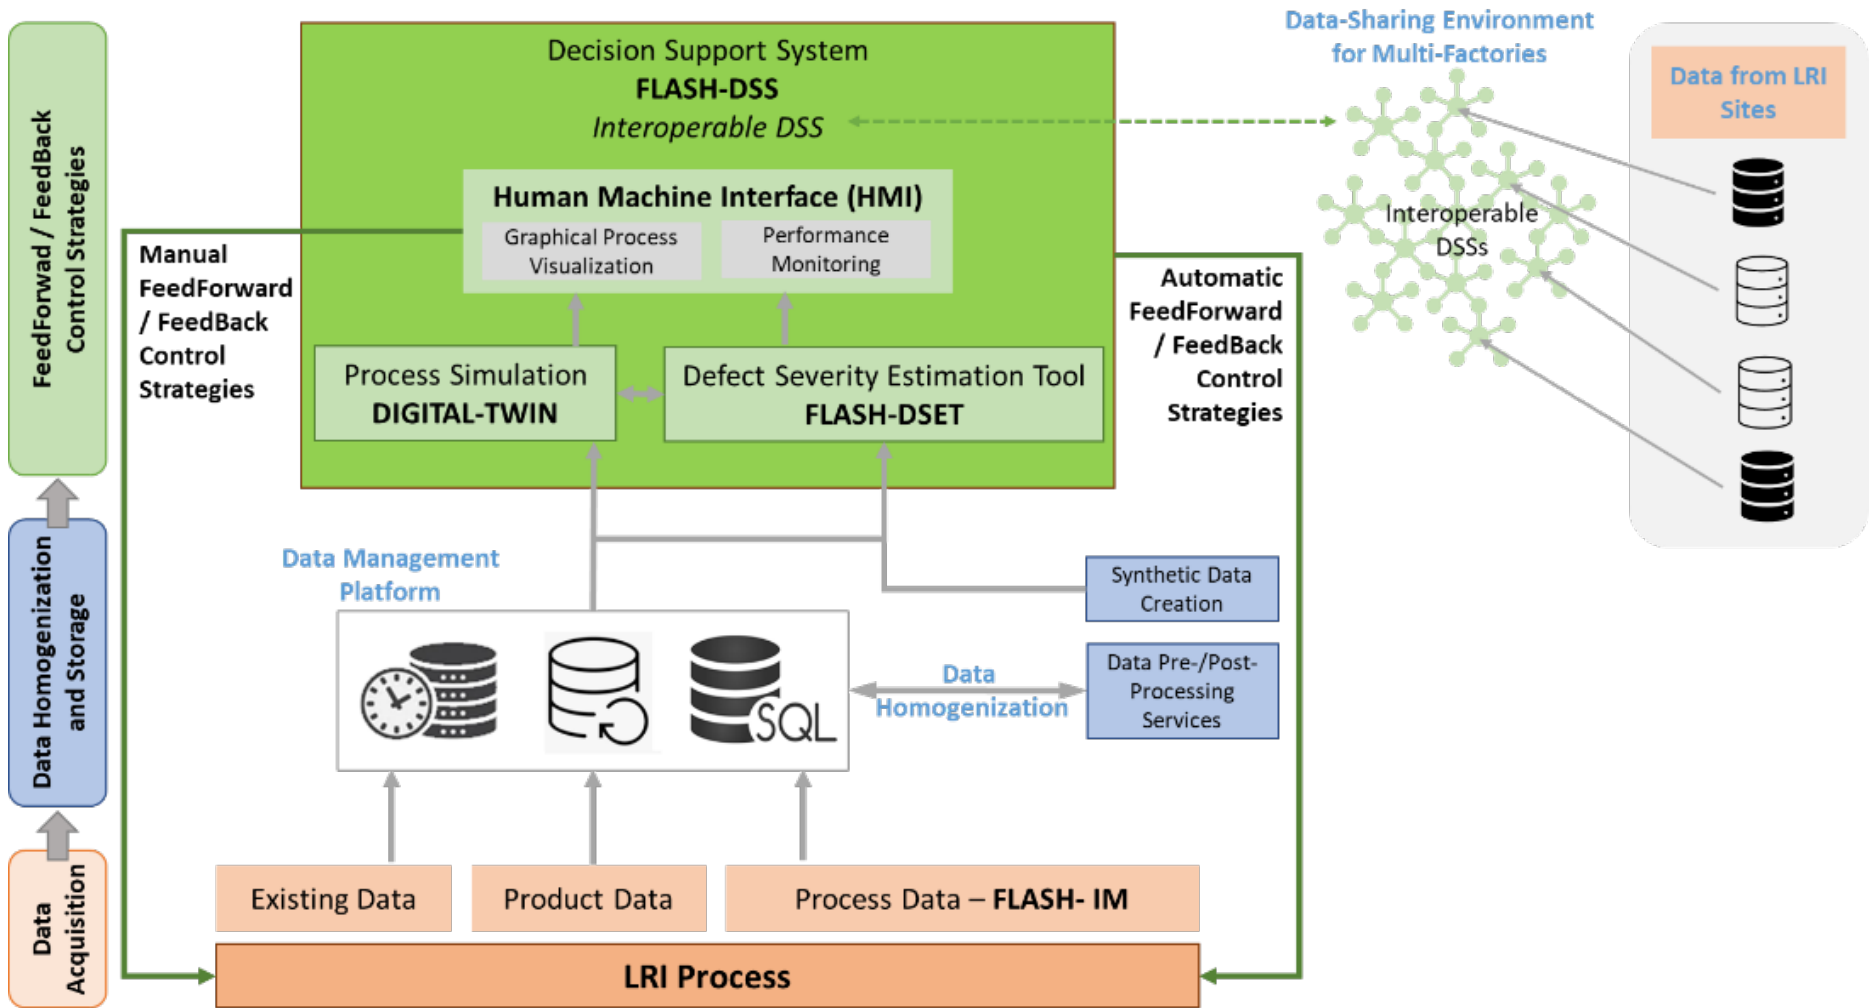 FeedForwad / FeedBack
Control Strategies
Data Homogenization
and Storage
Data
Acquisition
Decision Support System
FLASH-DSS
Interoperable DSS
Human Machine Interface (HMI)
Graphical Process
Visualization
Performance
Monitoring
Process Simulation
DIGITAL-TWIN
Defect Severity Estimation Tool
FLASH-DSET
Manual
FeedForward
/ FeedBack
Control
Strategies
Automatic
FeedForward
/ FeedBack
Control
Strategies
Data-Sharing Environment
for Multi-Factories
Interoperable
DSSs
Data from LRI
Sites
Data Management
Platform
SQL
Data
Homogenization
Synthetic Data
Creation
Data Pre-/Post-
Processing
Services
Existing Data
Product Data
Process Data – FLASH- IM
LRI Process